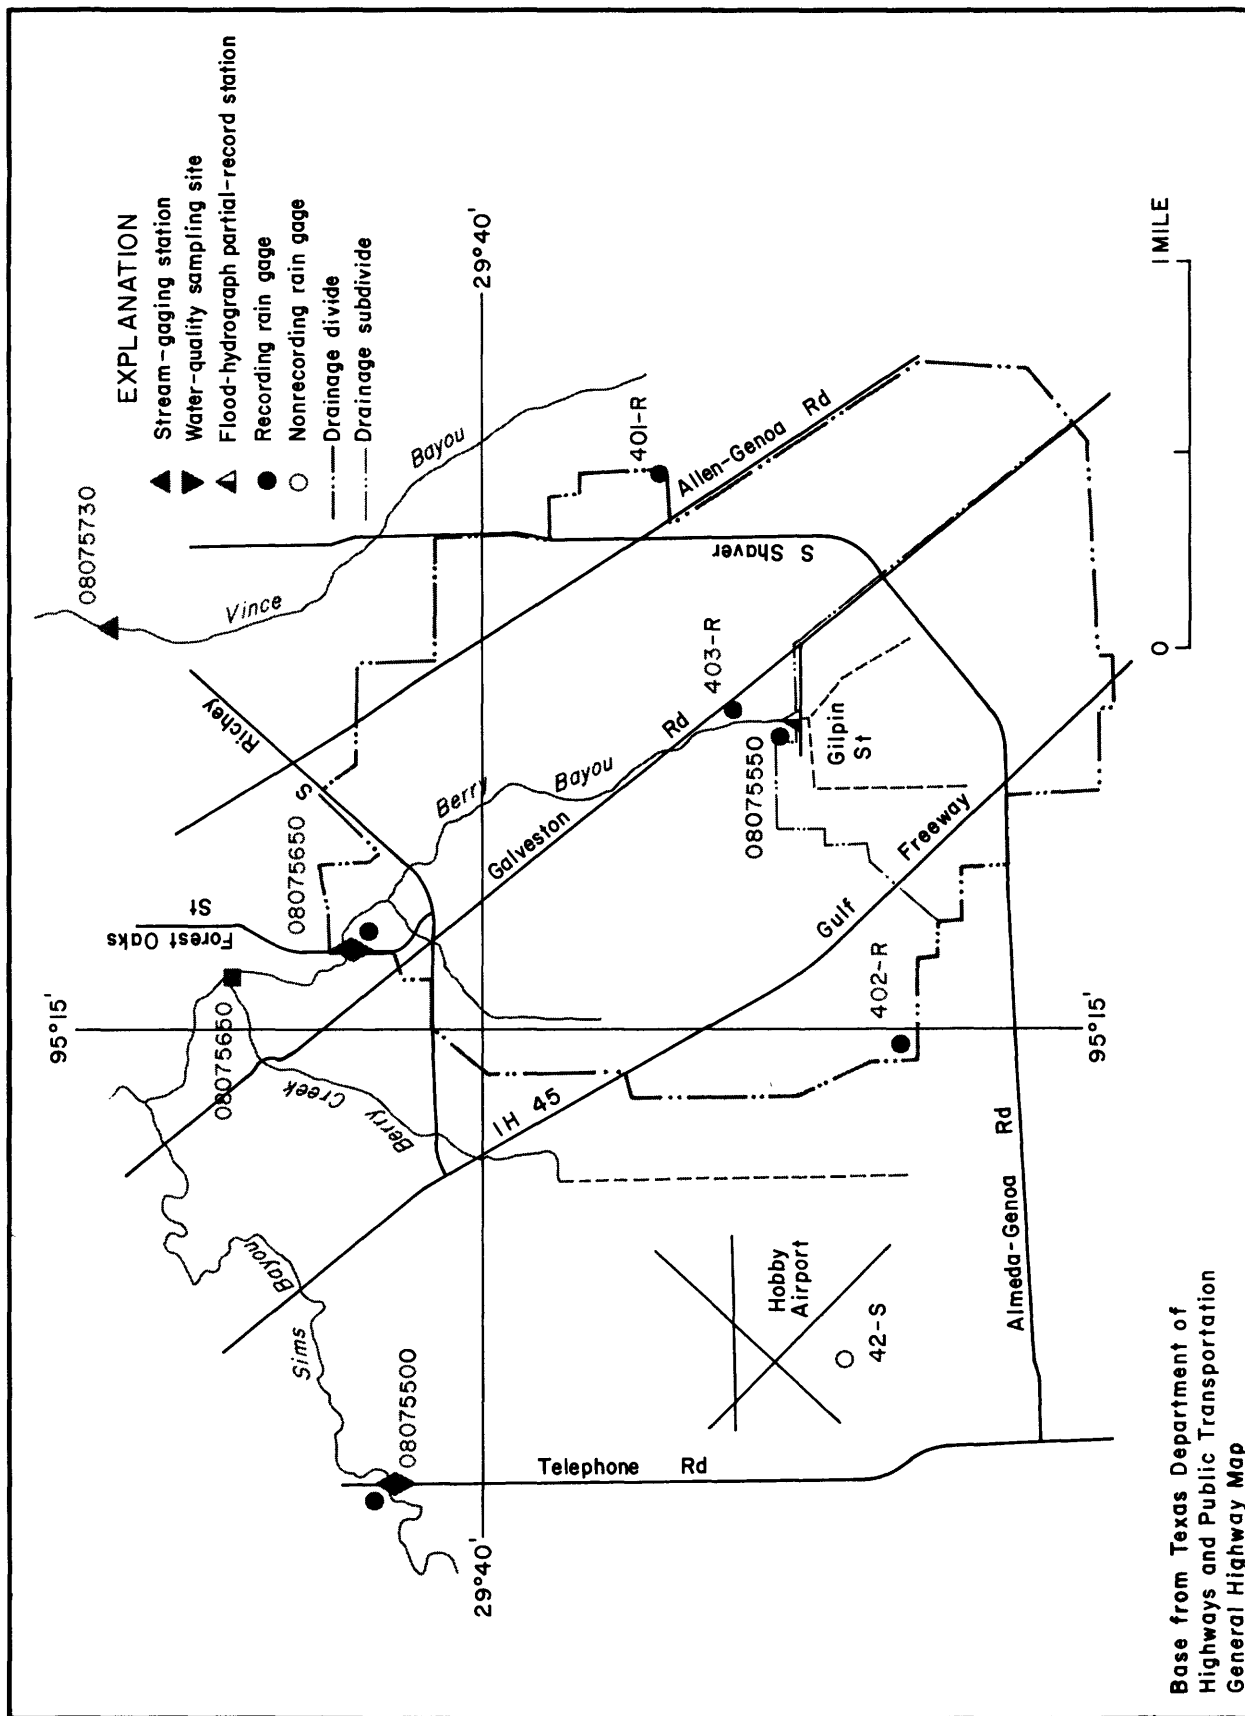 EXPLANATION
Stream-gaging station
Water-quality sampling site
Flood-hydrograph partial-record station
Recording rain gage
Nonrecording rain gage
Drainage divide
Drainage subdivide
08075730
Vince
Bayou
29°40'
401-R
Allen-Genoa Rd
S Shaver
S Richey
403-R
Berry
Bayou
Galveston Rd
08075550
Gilpin
St
Gulf Freeway
08075650
Forest Oaks
St
95°15'
08075650
Berry Creek
IH 45
402-R
95°15'
Almeda-Genoa Rd
Sims
Bayou
08075500
Telephone Rd
Hobby
Airport
42-S
29°40'
0
1 MILE
Base from Texas Department of
Highways and Public Transportation
General Highway Map